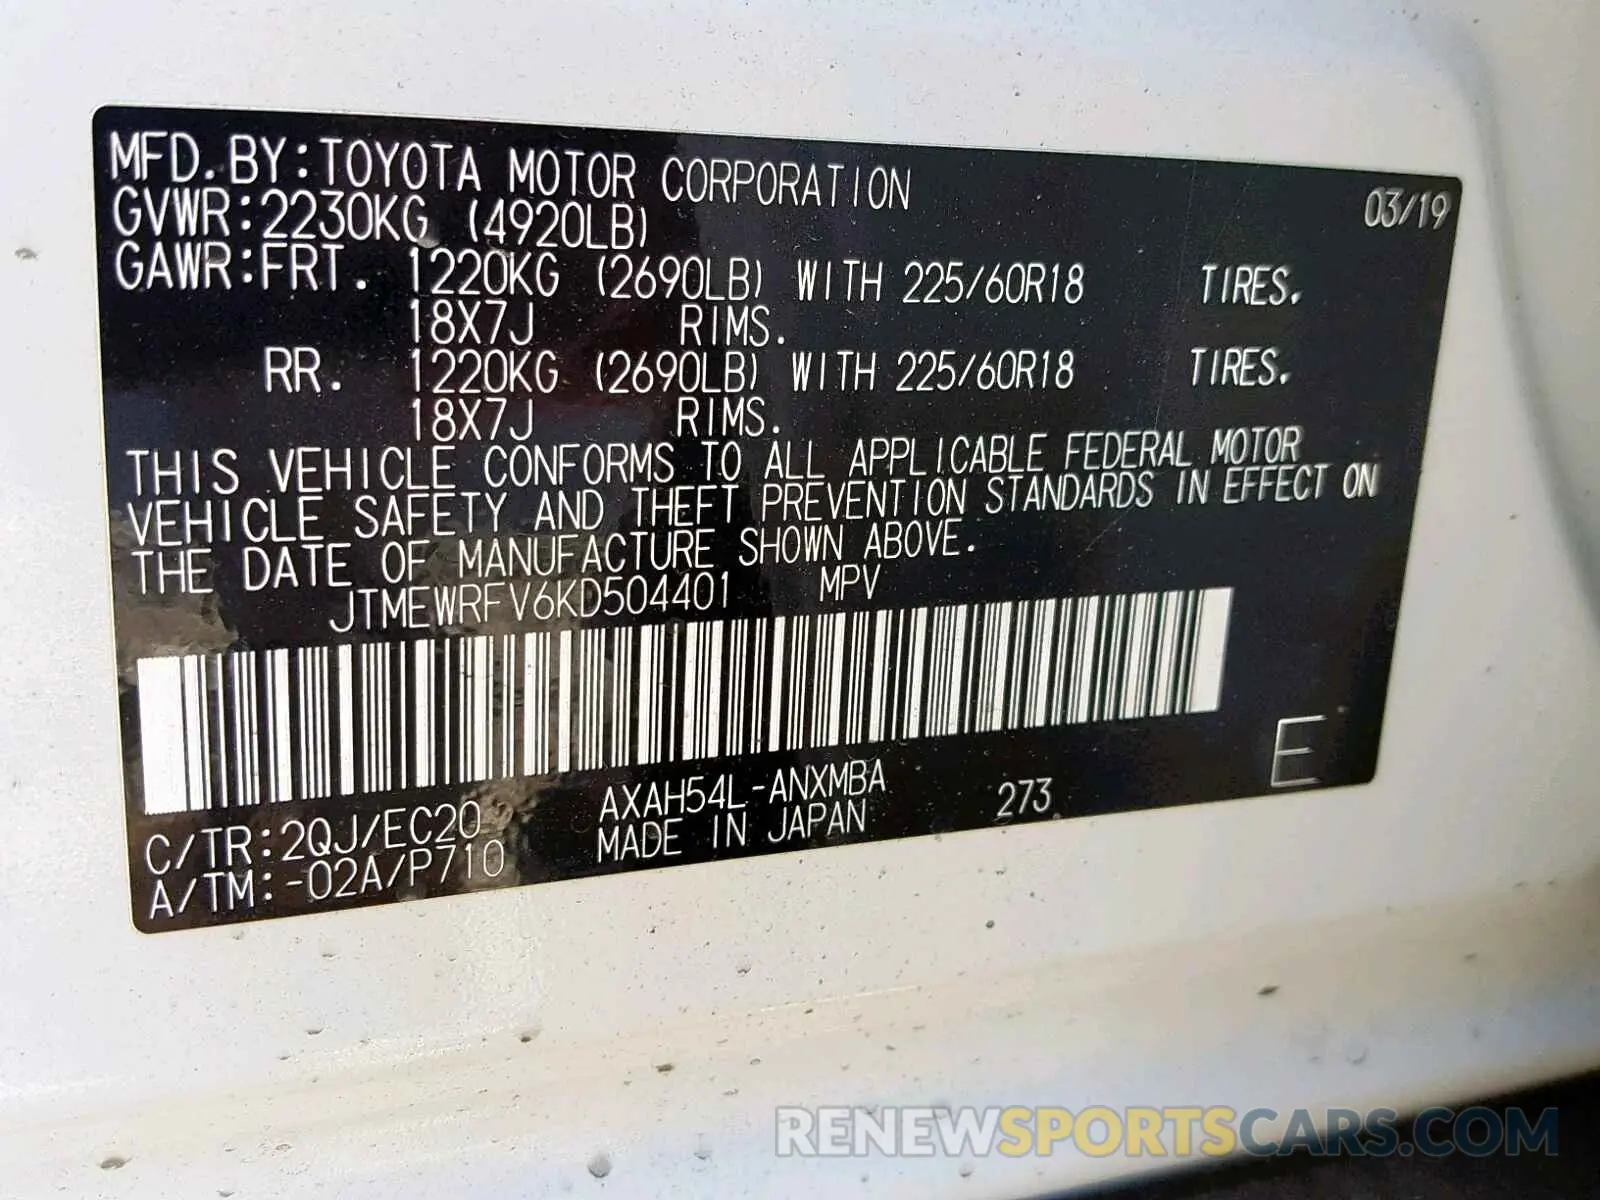 MFD. BY:TOYOTA MOTOR CORPORATION 03/19
GVWR:2230KG (4920LB)
GAWR:FRT. 1220KG (2690LB) WITH 225/60R18 TIRES.
18X7J RIMS.
RR. 1220KG (2690LB) WITH 225/60R18 TIRES.
18X7J RIMS.
THIS VEHICLE CONFORMS TO ALL APPLICABLE FEDERAL MOTOR
VEHICLE SAFETY AND THEFT PREVENTION STANDARDS IN EFFECT ON
THE DATE OF MANUFACTURE SHOWN ABOVE.
JTMEWRFV6KD504401 MPV
E
C/TR:2QJ/EC20 AXAH54L-ANXMBA 273
A/TM:-02A/P710 MADE IN JAPAN
RENEWSPORTSCARS.COM